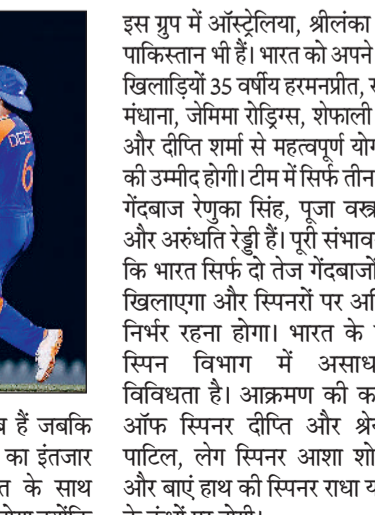 DEE
6
ब हैं जबकि
का इंतजार
त के साथ
इस ग्रुप में ऑस्ट्रेलिया, श्रीलंका
पाकिस्तान भी हैं। भारत को अपने
खिलाड़ियों 35 वर्षीय हरमनप्रीत, स
मंधाना, जेमिमा रोड्रिग्स, शेफाली
और दीप्ति शर्मा से महत्वपूर्ण योग
की उम्मीद होगी। टीम में सिर्फ तीन
गेंदबाज रेणुका सिंह, पूजा वस्त्र
और अरुंधति रेड्डी हैं। पूरी संभाव
कि भारत सिर्फ दो तेज गेंदबाजों
खिलाएगा और स्पिनरों पर अि
निर्भर रहना होगा। भारत के
स्पिन विभाग में असाध
विविधता है। आक्रमण की क
ऑफ स्पिनर दीप्ति और श्रे
पाटिल, लेग स्पिनर आशा शो
और बाएं हाथ की स्पिनर राधा य